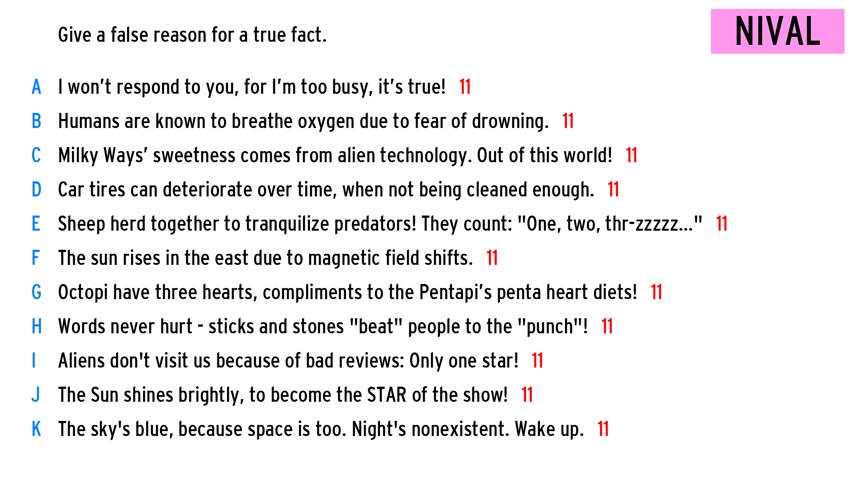 Give a false reason for a true fact.
NIVAL
A I won't respond to you, for I'm too busy, it's true! 11
B Humans are known to breathe oxygen due to fear of drowning. 11
C Milky Ways' sweetness comes from alien technology. Out of this world! 11
D Car tires can deteriorate over time, when not being cleaned enough. 11
E Sheep herd together to tranquilize predators! They count: "One, two, thr-zzzzz..." 11
F The sun rises in the east due to magnetic field shifts. 11
G Octopi have three hearts, compliments to the Pentapi's penta heart diets! 11
H Words never hurt - sticks and stones "beat" people to the "punch"! 11
I Aliens don't visit us because of bad reviews: Only one star! 11
J The Sun shines brightly, to become the STAR of the show! 11
K The sky's blue, because space is too. Night's nonexistent. Wake up. 11